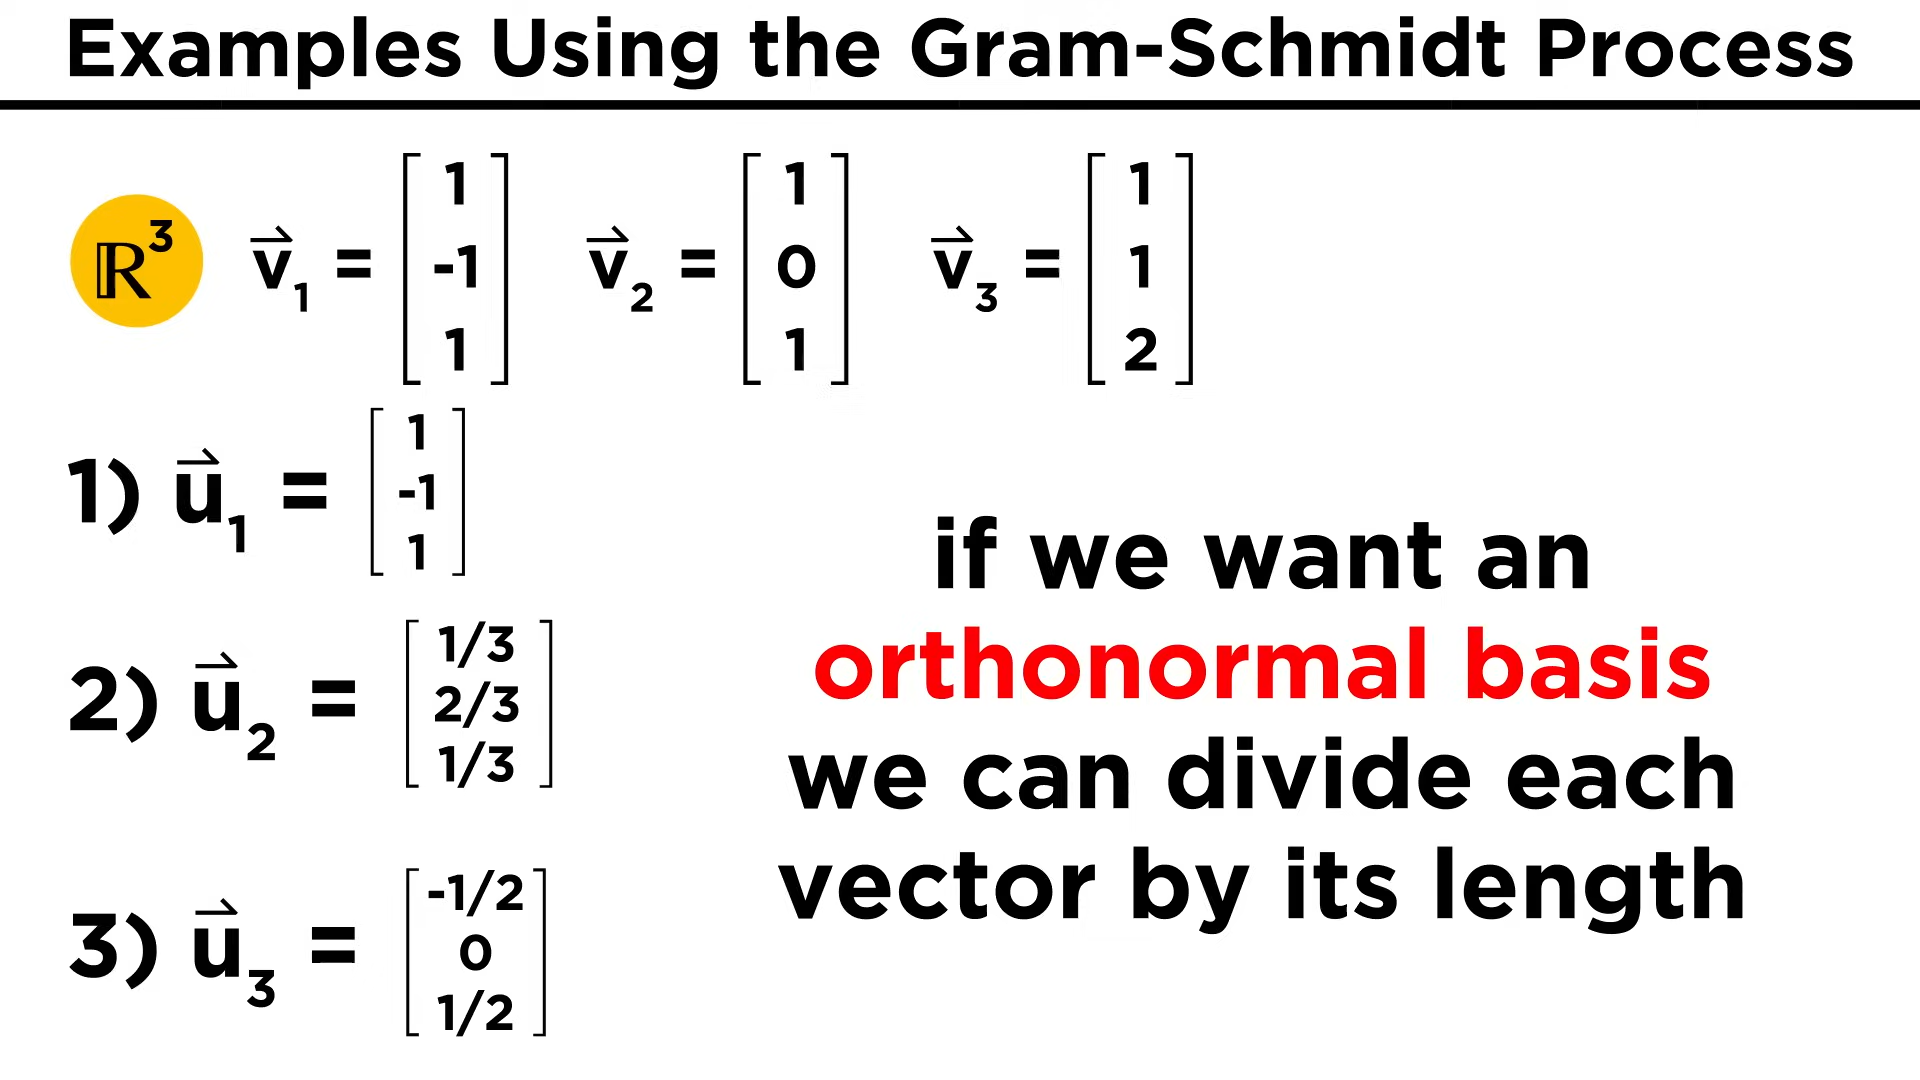 Examples Using the Gram-Schmidt Process
ℝ³ v⃗₁ = [1 -1 1] v⃗₂ = [1 0 1] v⃗₃ = [1 1 2]
1) u⃗₁ = [1 -1 1]
2) u⃗₂ = [1/3 2/3 1/3]
3) u⃗₃ = [-1/2 0 1/2]
if we want an
orthonormal basis
we can divide each
vector by its length